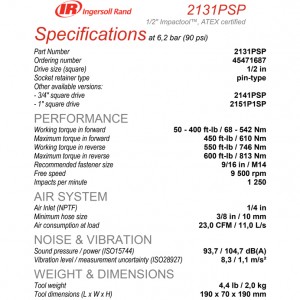 IR Ingersoll Rand
2131PSP
1/2" Impactool™, ATEX certified
Specifications at 6,2 bar (90 psi)
Part Number 2131PSP
Ordering number 45471687
Drive size (square) 1/2 in
Socket retainer type pin-type
Other available versions:
- 3/4" square drive 2141PSP
- 1" square drive 2151P1SP
PERFORMANCE
Working torque in forward 50 - 400 ft-lb / 68 - 542 Nm
Maximum torque in forward 450 ft-lb / 610 Nm
Working torque in reverse 550 ft-lb / 746 Nm
Maximum torque in reverse 600 ft-lb / 813 Nm
Recommended fastener size 9/16 in / M14
Free speed 9 500 rpm
Impacts per minute 1 250
AIR SYSTEM
Air Inlet (NPTF) 1/4 in
Minimum hose size 3/8 in / 10 mm
Air consumption at load 23,0 CFM / 11,0 L/s
NOISE & VIBRATION
Sound pressure / power (ISO15744) 93,7 / 104,7 dB(A)
Vibration level / measurement uncertainty (ISO28927) 8,3 / 1,1 m/s²
WEIGHT & DIMENSIONS
Tool weight 4,4 lb / 2,0 kg
Tool dimensions (L x W x H) 190 x 70 x 190 mm